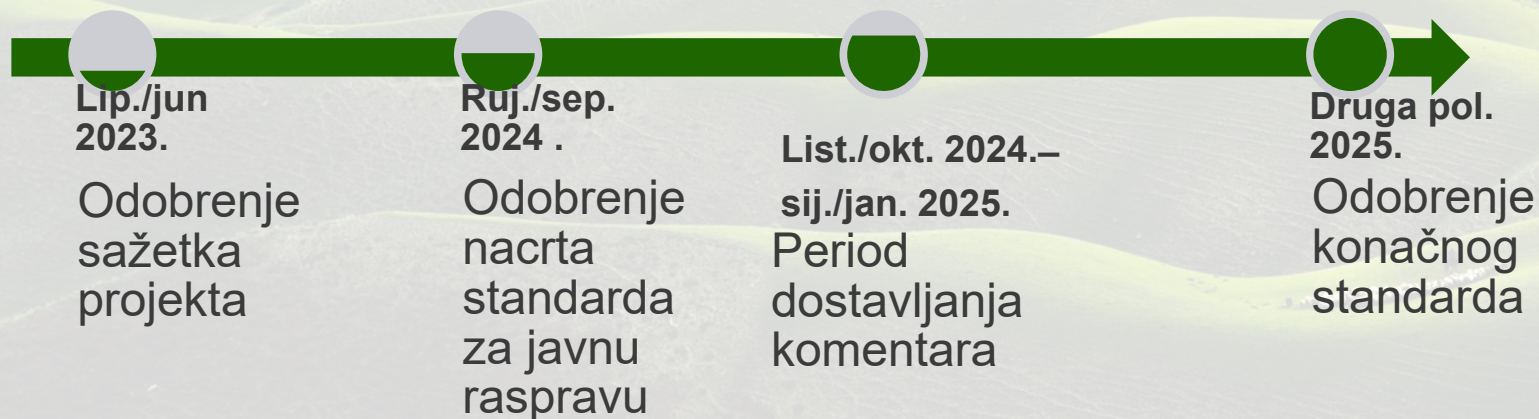 Lip./jun
2023.
Odobrenje
sažetka
projekta
Ruj./sep.
2024 .
Odobrenje
nacrta
standarda
za javnu
raspravu
List./okt. 2024.–
sij./jan. 2025.
Period
dostavljanja
komentara
Druga pol.
2025.
Odobrenje
konačnog
standarda